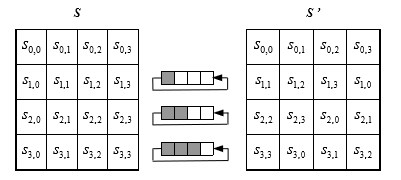 S S'
S0,0 S0,1 S0,2 S0,3 S0,0 S0,1 S0,2 S0,3
S1,0 S1,1 S1,2 S1,3 S1,1 S1,2 S1,3 S1,0
S2,0 S2,1 S2,2 S2,3 S2,2 S2,3 S2,0 S2,1
S3,0 S3,1 S3,2 S3,3 S3,3 S3,0 S3,1 S3,2